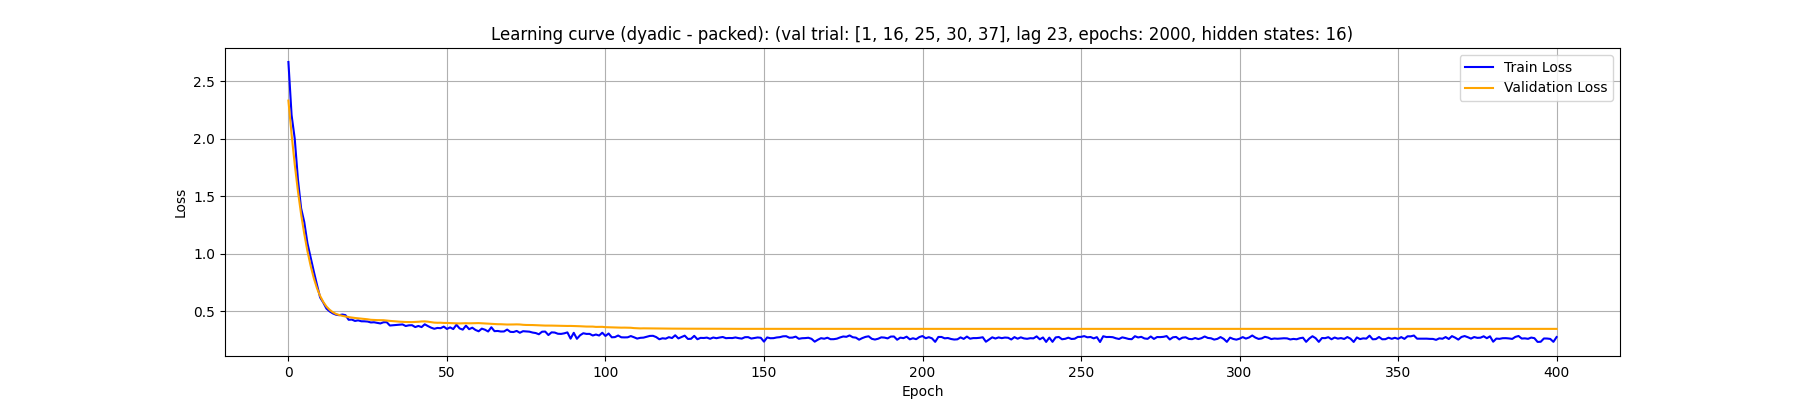 Learning curve (dyadic - packed): (val trial: [1, 16, 25, 30, 37], lag 23, epochs: 2000, hidden states: 16)
Train Loss
Validation Loss
2.5
2.0
1.5
1.0
0.5
Loss
0 50 100 150 200 250 300 350 400
Epoch